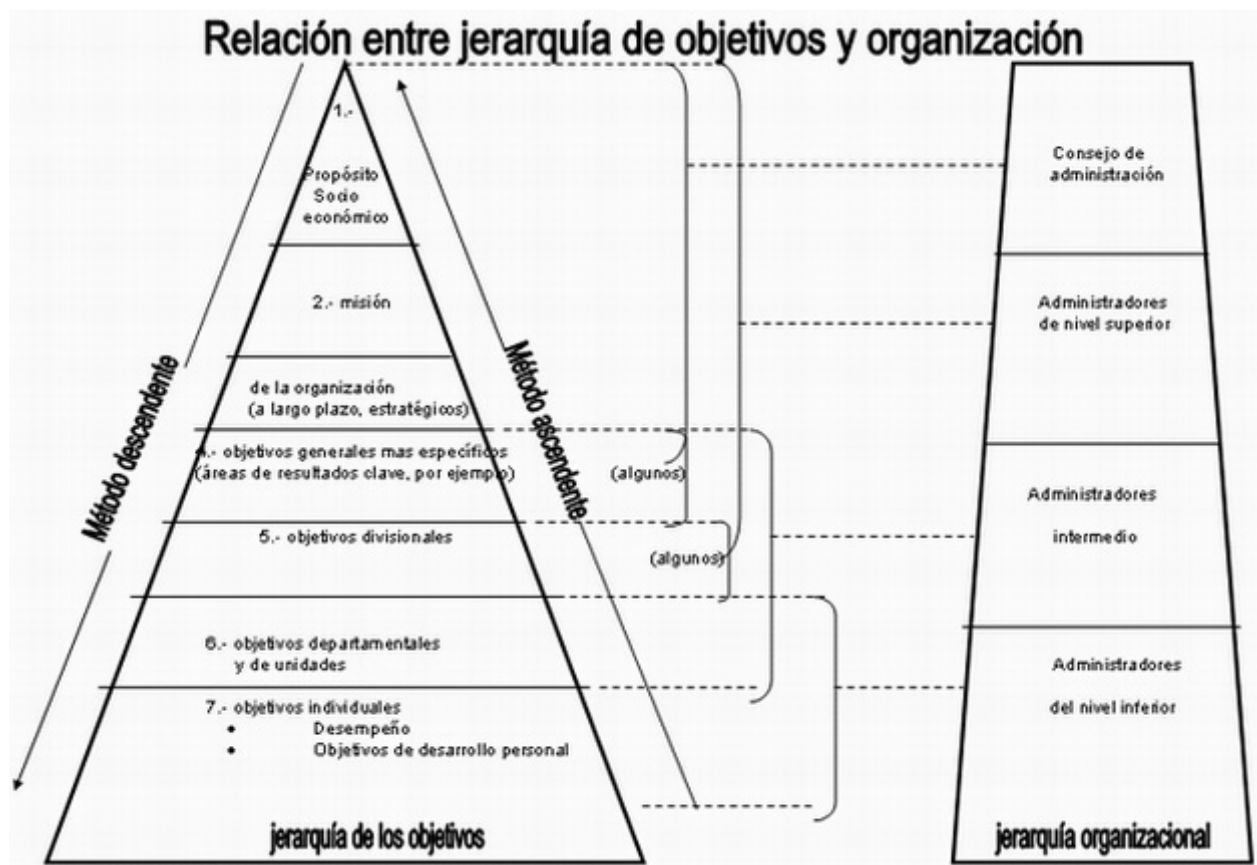 Relación entre jerarquía de objetivos y organización
1.-
Propósito
Socio
económico
2.- misión
de la organización
(a largo plazo, estratégicos)
4.- objetivos generales mas específicos
(áreas de resultados clave, por ejemplo)
5.- objetivos divisionales
6.- objetivos departamentales
y de unidades
7.- objetivos individuales
• Desempeño
• Objetivos de desarrollo personal
jerarquía de los objetivos
Método descendente
Método ascendente
(algunos)
(algunos)
Consejo de
administración
Administradores
de nivel superior
Administradores
intermedio
Administradores
del nivel inferior
jerarquía organizacional